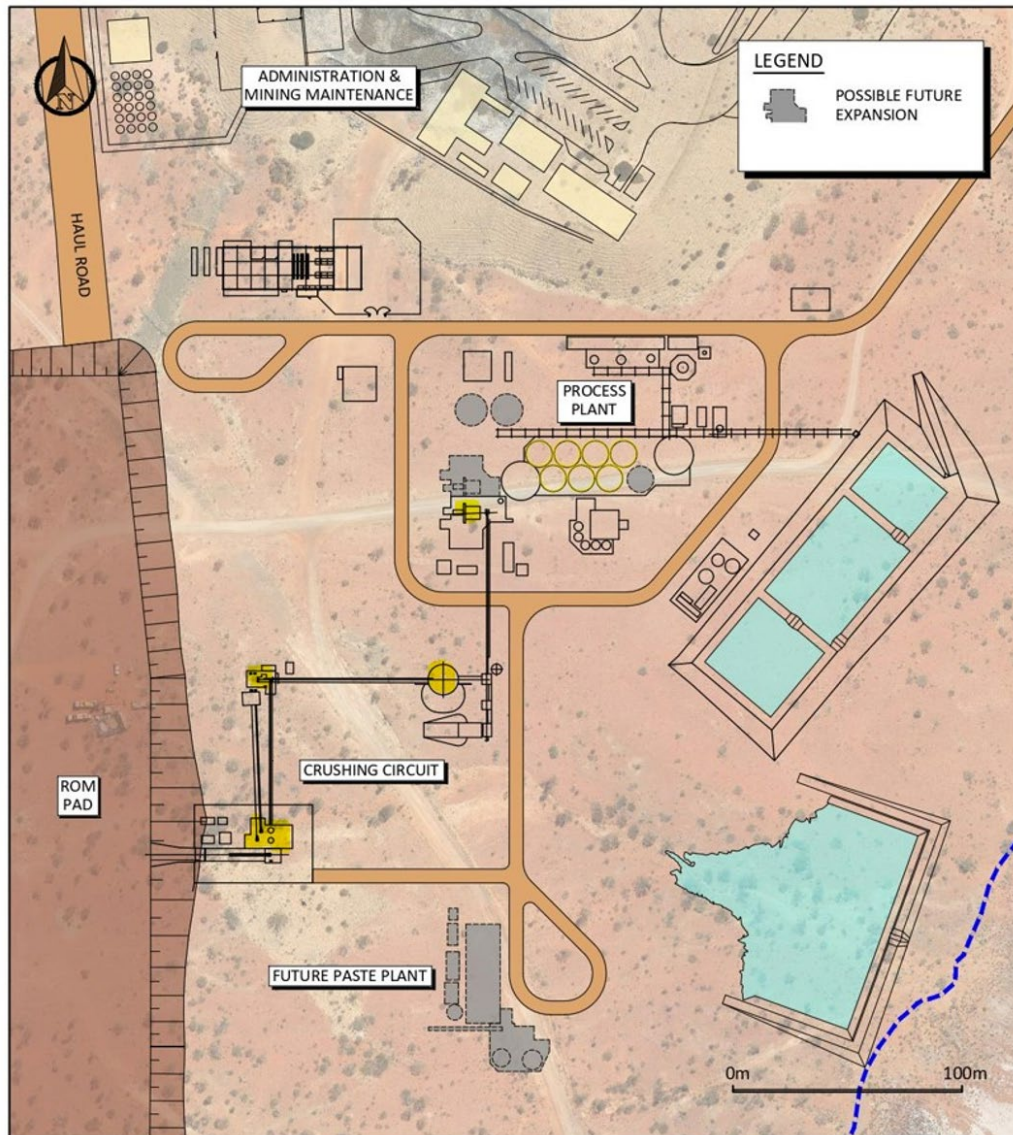 ADMINISTRATION &
MINING MAINTENANCE
LEGEND
POSSIBLE FUTURE
EXPANSION
N
HAUL ROAD
PROCESS
PLANT
ROM
PAD
CRUSHING CIRCUIT
FUTURE PASTE PLANT
0m
100m